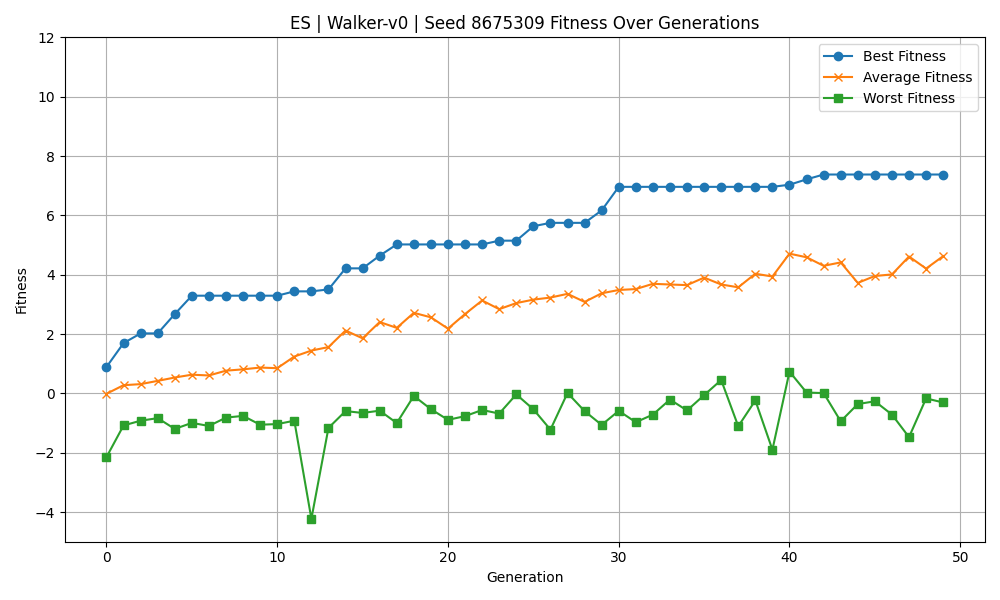 ES | Walker-v0 | Seed 8675309 Fitness Over Generations
12
10
8
6
4
2
0
−2
−4
Fitness
Best Fitness
Average Fitness
Worst Fitness
0 10 20 30 40 50
Generation